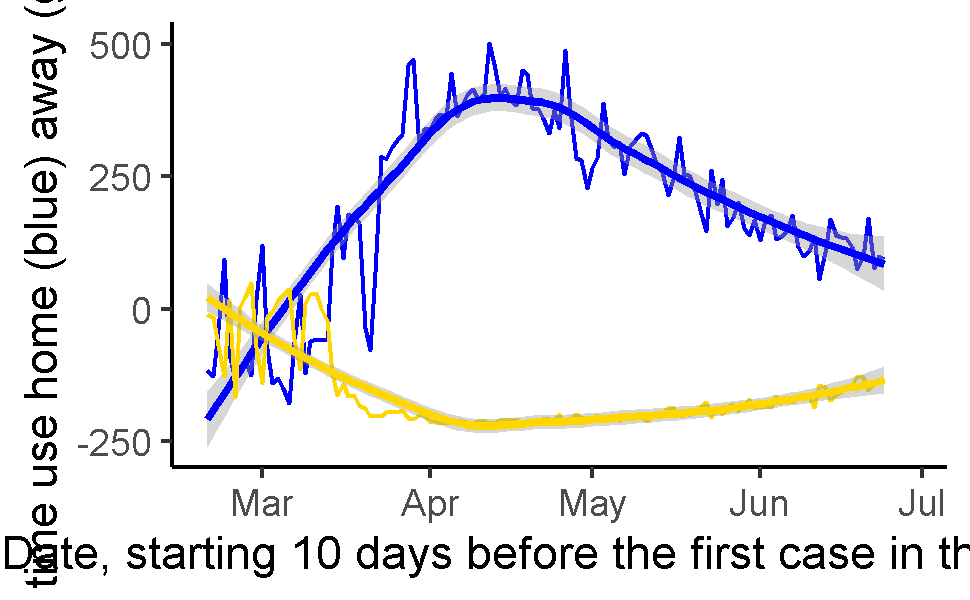 time use home (blue) away (
500
250
0
-250
Mar Apr May Jun Jul
Date, starting 10 days before the first case in th